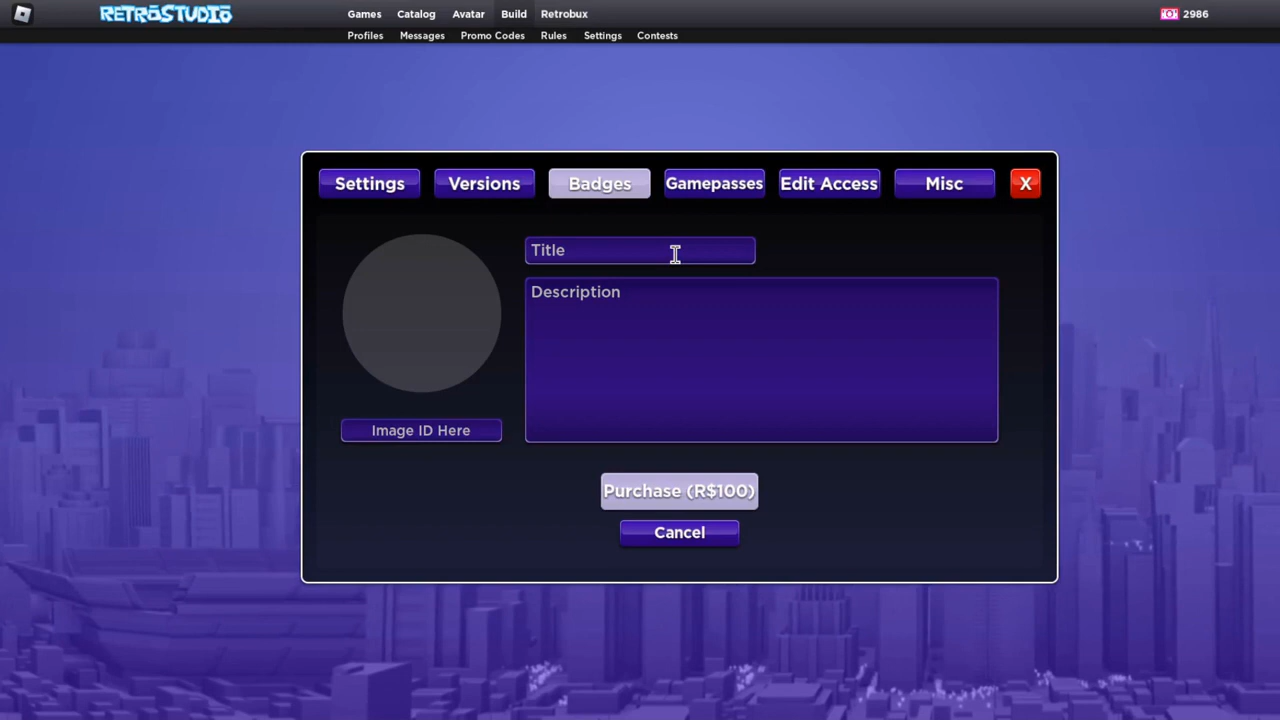 RETROSTUDIO Games Catalog Avatar Build Retrobux 2986
Profiles Messages Promo Codes Rules Settings Contests
Settings Versions Badges Gamepasses Edit Access Misc X
Title
Description
Image ID Here
Purchase (R$100)
Cancel